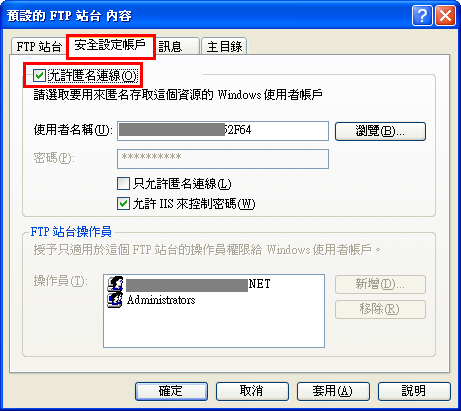 預設的 FTP 站台 內容
FTP 站台 安全設定帳戶 訊息 主目錄
允許匿名連線(O)
請選取要用來匿名存取這個資源的 Windows 使用者帳戶
使用者名稱(U): 52F64 瀏覽(B)...
密碼(P): **********
只允許匿名連線(L)
允許 IIS 來控制密碼(W)
FTP 站台操作員
授予只適用於這個 FTP 站台的操作員權限給 Windows 使用者帳戶。
操作員(T): NET 新增(D)...
Administrators 移除(R)
確定 取消 套用(A) 說明